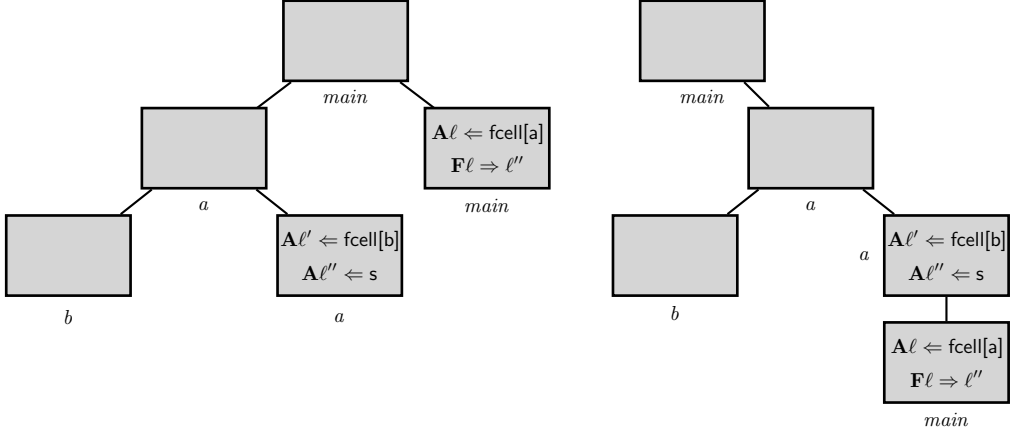 main
main
Aℓ ⇐ fcell[a]
Fℓ ⇒ ℓ′′
a
main
a
Aℓ′ ⇐ fcell[b]
Aℓ′′ ⇐ s
Aℓ′ ⇐ fcell[b]
a
Aℓ′′ ⇐ s
b
a
b
Aℓ ⇐ fcell[a]
Fℓ ⇒ ℓ′′
main